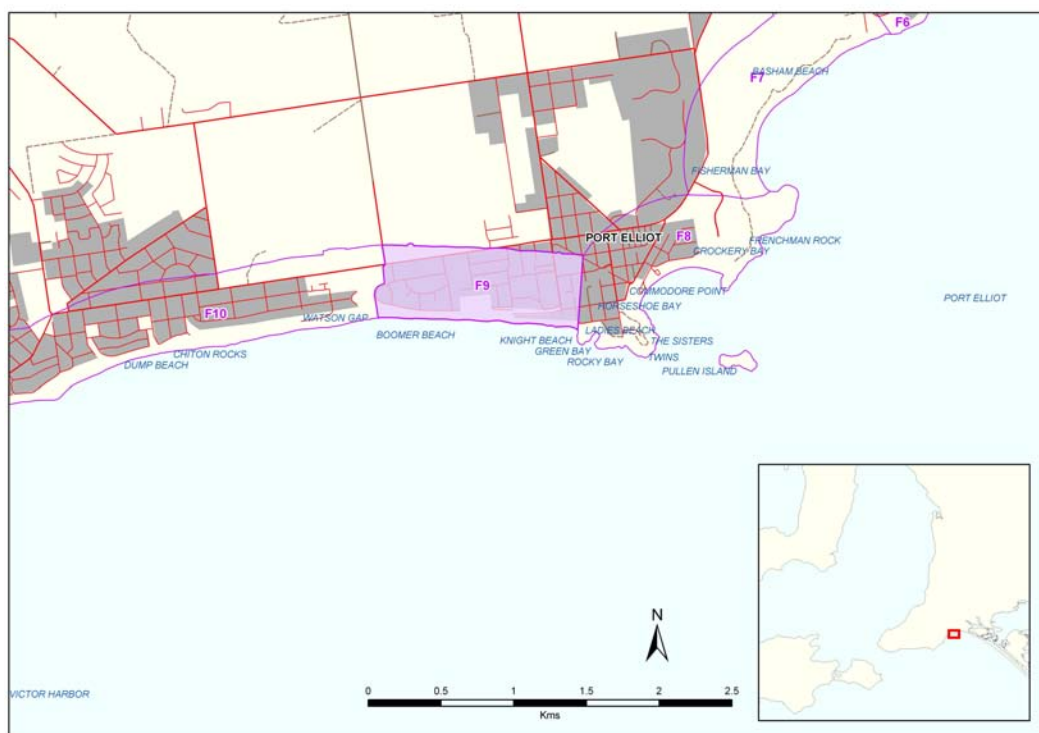 F6
BASHAM BEACH
F7
FISHERMAN BAY
PORT ELLIOT
F8
FRENCHMAN ROCK
CROCKERY BAY
F9
COMMODORE POINT
PORT ELLIOT
HORSESHOE BAY
F10
WATSON GAP
BOOMER BEACH
KNIGHT BEACH
LADIES BEACH
THE SISTERS
GREEN BAY
CHITON ROCKS
TWINS
ROCKY BAY
DUMP BEACH
PULLEN ISLAND
N
VICTOR HARBOR
0 0.5 1 1.5 2 2.5
Kms